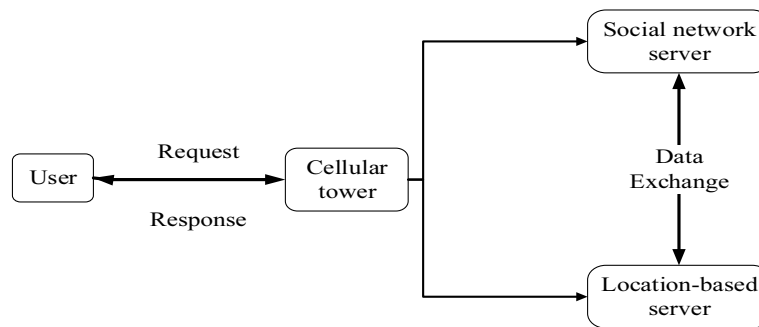 Social network
server
Request
User
Cellular
tower
Response
Data
Exchange
Location-based
server